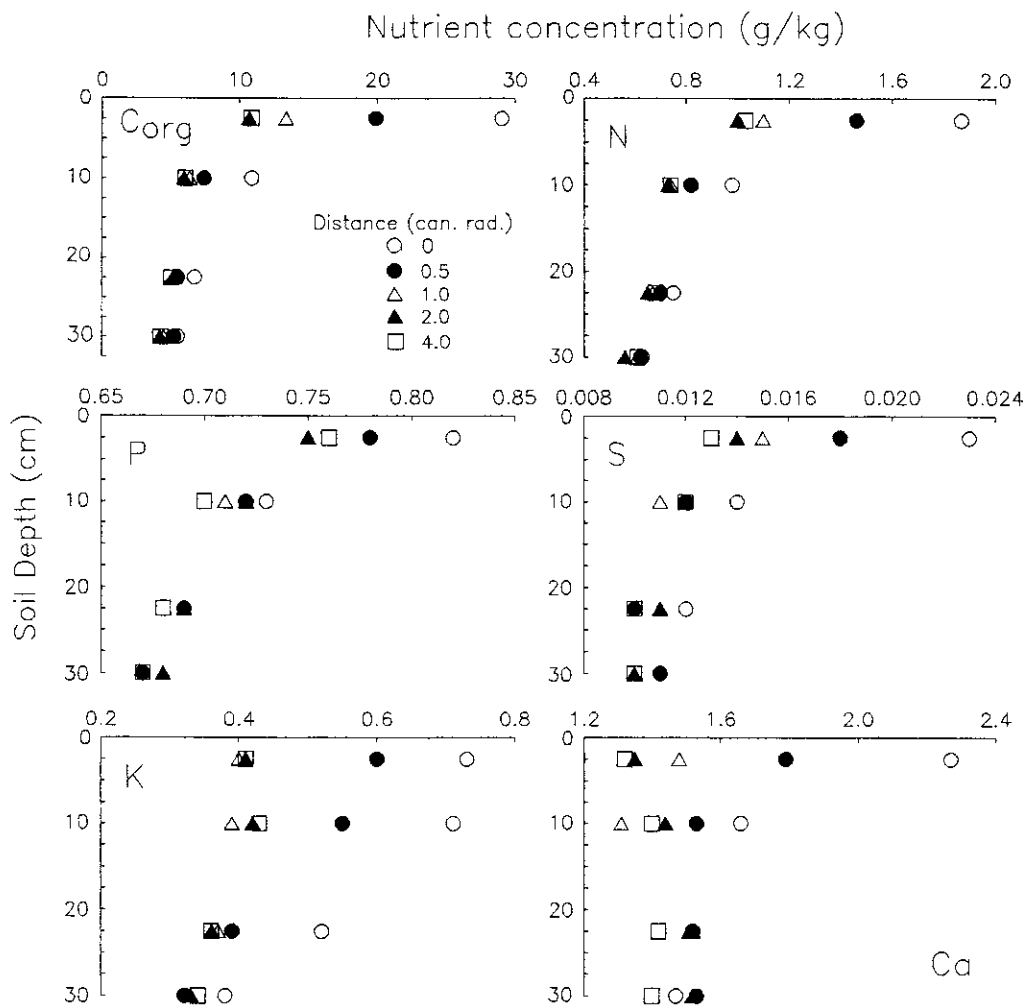 Nutrient concentration (g/kg)
0 10 20 30
0.4 0.8 1.2 1.6 2.0
0
10
20
30
Corg
Distance (can. rad.)
0
0.5
1.0
2.0
4.0
0
10
20
30
N
0.65 0.70 0.75 0.80 0.85
0.008 0.012 0.016 0.020 0.024
Soil Depth (cm)
0
10
20
30
P
0
10
20
30
S
0.2 0.4 0.6 0.8
1.2 1.6 2.0 2.4
0
10
20
30
K
0
10
20
30
Ca